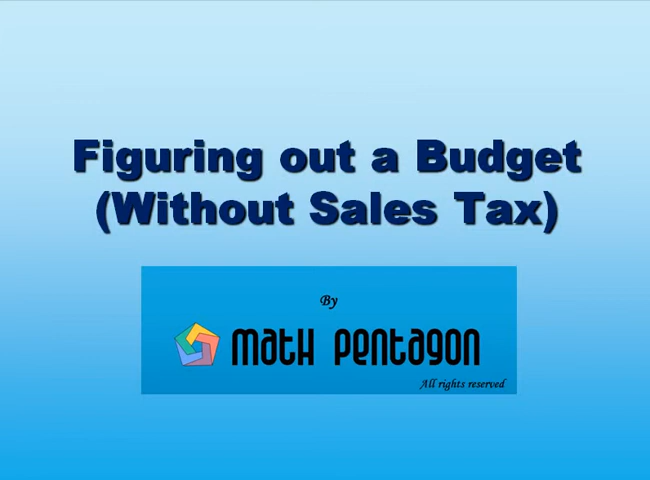 Figuring out a Budget
(Without Sales Tax)
By
math pentagon
All rights reserved